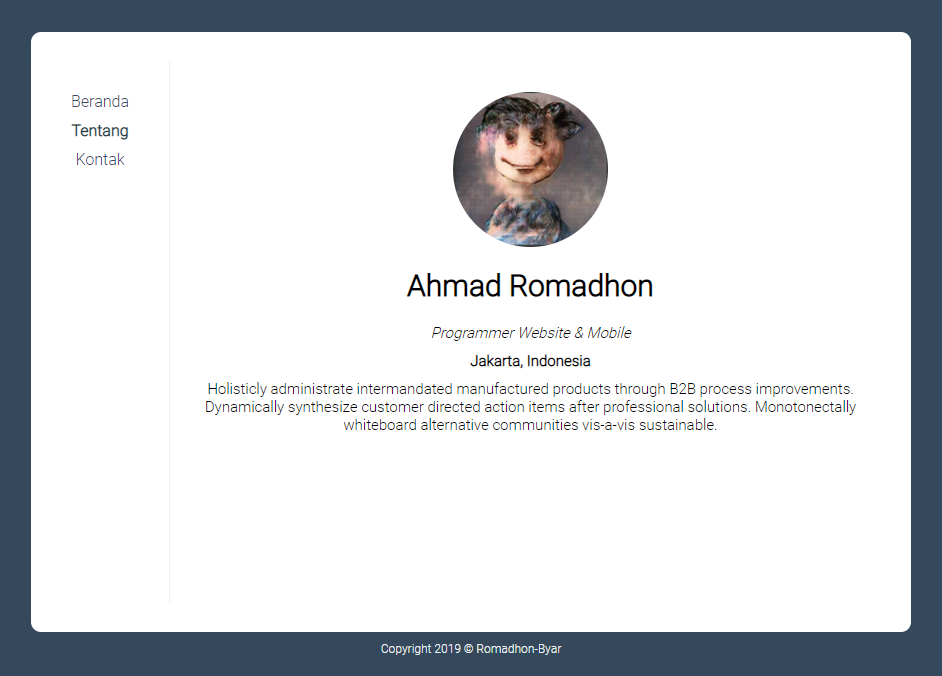 Beranda
Tentang
Kontak
Ahmad Romadhon
Programmer Website & Mobile
Jakarta, Indonesia
Holisticly administrate intermandated manufactured products through B2B process improvements.
Dynamically synthesize customer directed action items after professional solutions. Monotonectally
whiteboard alternative communities vis-a-vis sustainable.
Copyright 2019 © Romadhon-Byar